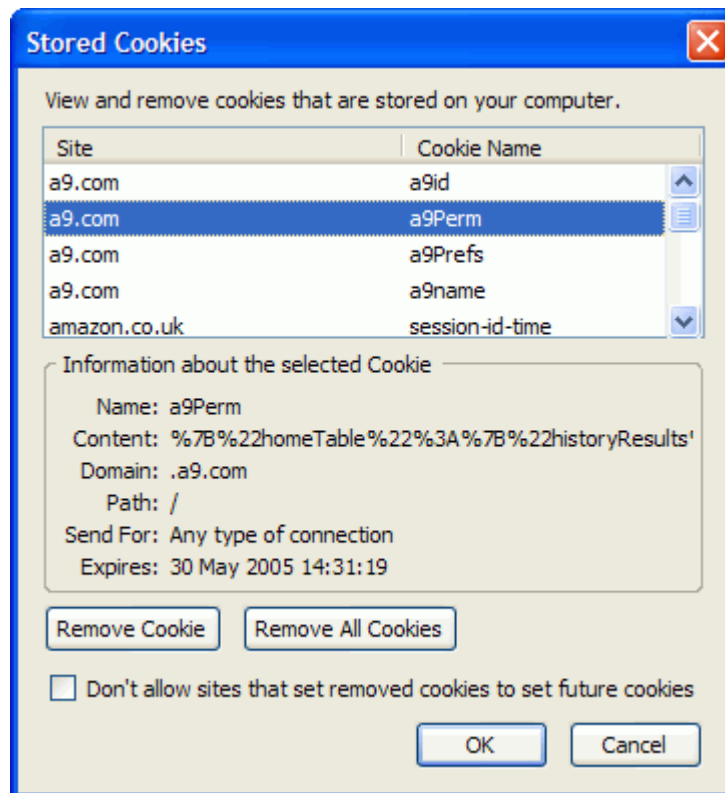 Stored Cookies
View and remove cookies that are stored on your computer.
Site Cookie Name
a9.com a9id
a9.com a9Perm
a9.com a9Prefs
a9.com a9name
amazon.co.uk session-id-time
Information about the selected Cookie
Name: a9Perm
Content: %7B%22homeTable%22%3A%7B%22historyResults'
Domain: .a9.com
Path: /
Send For: Any type of connection
Expires: 30 May 2005 14:31:19
Remove Cookie Remove All Cookies
Don't allow sites that set removed cookies to set future cookies
OK Cancel